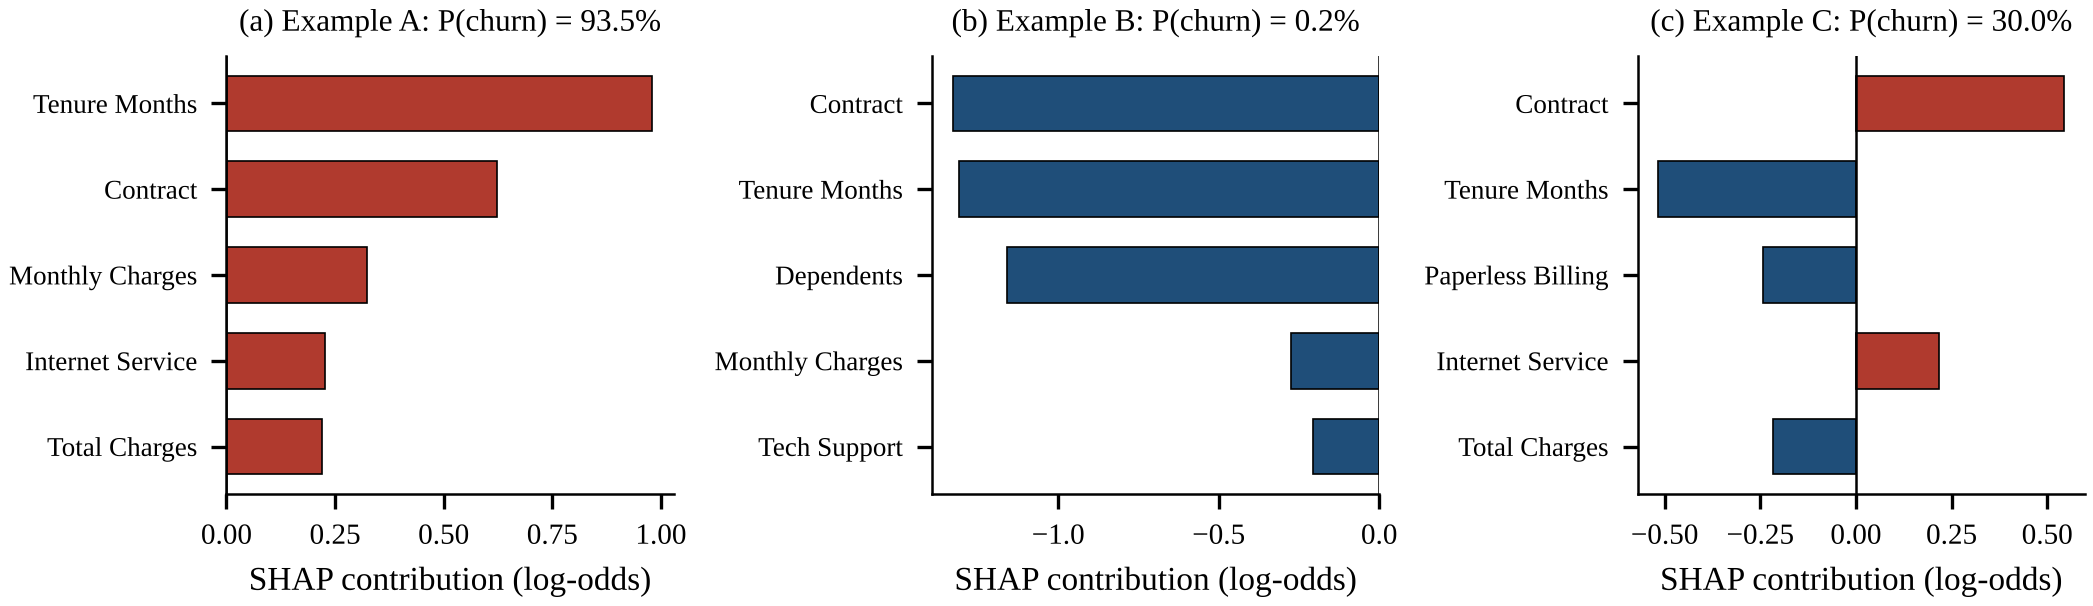 (a) Example A: P(churn) = 93.5%
Tenure Months
Contract
Monthly Charges
Internet Service
Total Charges
0.00 0.25 0.50 0.75 1.00
SHAP contribution (log-odds)
(b) Example B: P(churn) = 0.2%
Contract
Tenure Months
Dependents
Monthly Charges
Tech Support
−1.0 −0.5 0.0
SHAP contribution (log-odds)
(c) Example C: P(churn) = 30.0%
Contract
Tenure Months
Paperless Billing
Internet Service
Total Charges
−0.50 −0.25 0.00 0.25 0.50
SHAP contribution (log-odds)